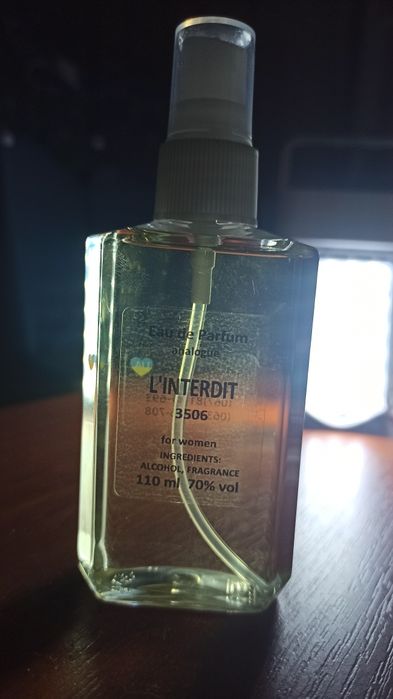 Eau de Parfum
analogue
L'INTERDIT
3506
for women
INGREDIENTS:
ALCOHOL, FRAGRANCE
110 ml, 70% vol